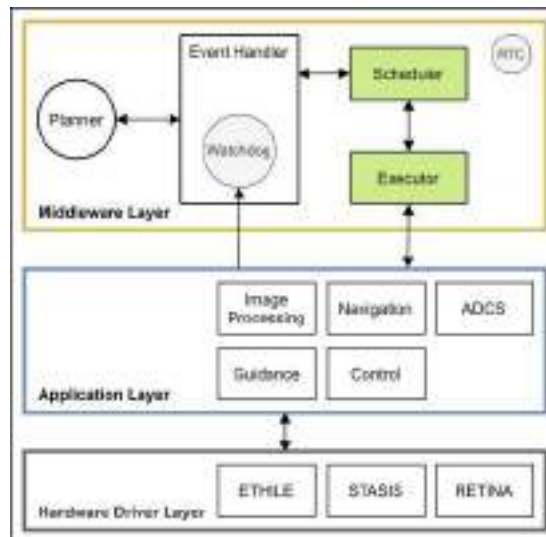 Event Handler
Scheduler
RTC
Planner
Watchdog
Executor
Middleware Layer
Image
Processing
Navigation
ADCS
Guidance
Control
Application Layer
ETHILE
STASIS
RETINA
Hardware Driver Layer